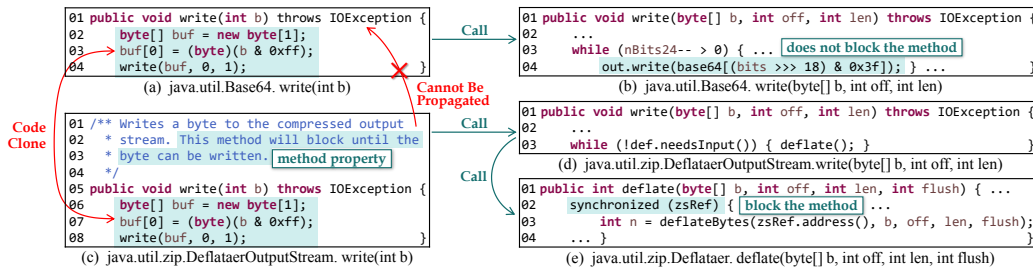 01 public void write(int b) throws IOException {
02 byte[] buf = new byte[1];
03 buf[0] = (byte)(b & 0xff);
04 write(buf, 0, 1); }
(a) java.util.Base64. write(int b)
Call
01 public void write(byte[] b, int off, int len) throws IOException {
02 ...
03 while (nBits24-- > 0) { ... does not block the method
04 out.write(base64[(bits >>> 18) & 0x3f]); } ... }
(b) java.util.Base64. write(byte[] b, int off, int len)
Cannot Be
Propagated
Code
Clone
01 /** Writes a byte to the compressed output
02 * stream. This method will block until the
03 * byte can be written. method property
04 */
05 public void write(int b) throws IOException {
06 byte[] buf = new byte[1];
07 buf[0] = (byte)(b & 0xff);
08 write(buf, 0, 1); }
(c) java.util.zip.DeflataerOutputStream. write(int b)
Call
01 public void write(byte[] b, int off, int len) throws IOException {
02 ...
03 while (!def.needsInput()) { deflate(); } }
(d) java.util.zip.DeflataerOutputStream.write(byte[] b, int off, int len)
Call
01 public int deflate(byte[] b, int off, int len, int flush) { ...
02 synchronized (zsRef) { block the method ...
03 int n = deflateBytes(zsRef.address(), b, off, len, flush);
04 ... } }
(e) java.util.zip.Deflataer. deflate(byte[] b, int off, int len, int flush)